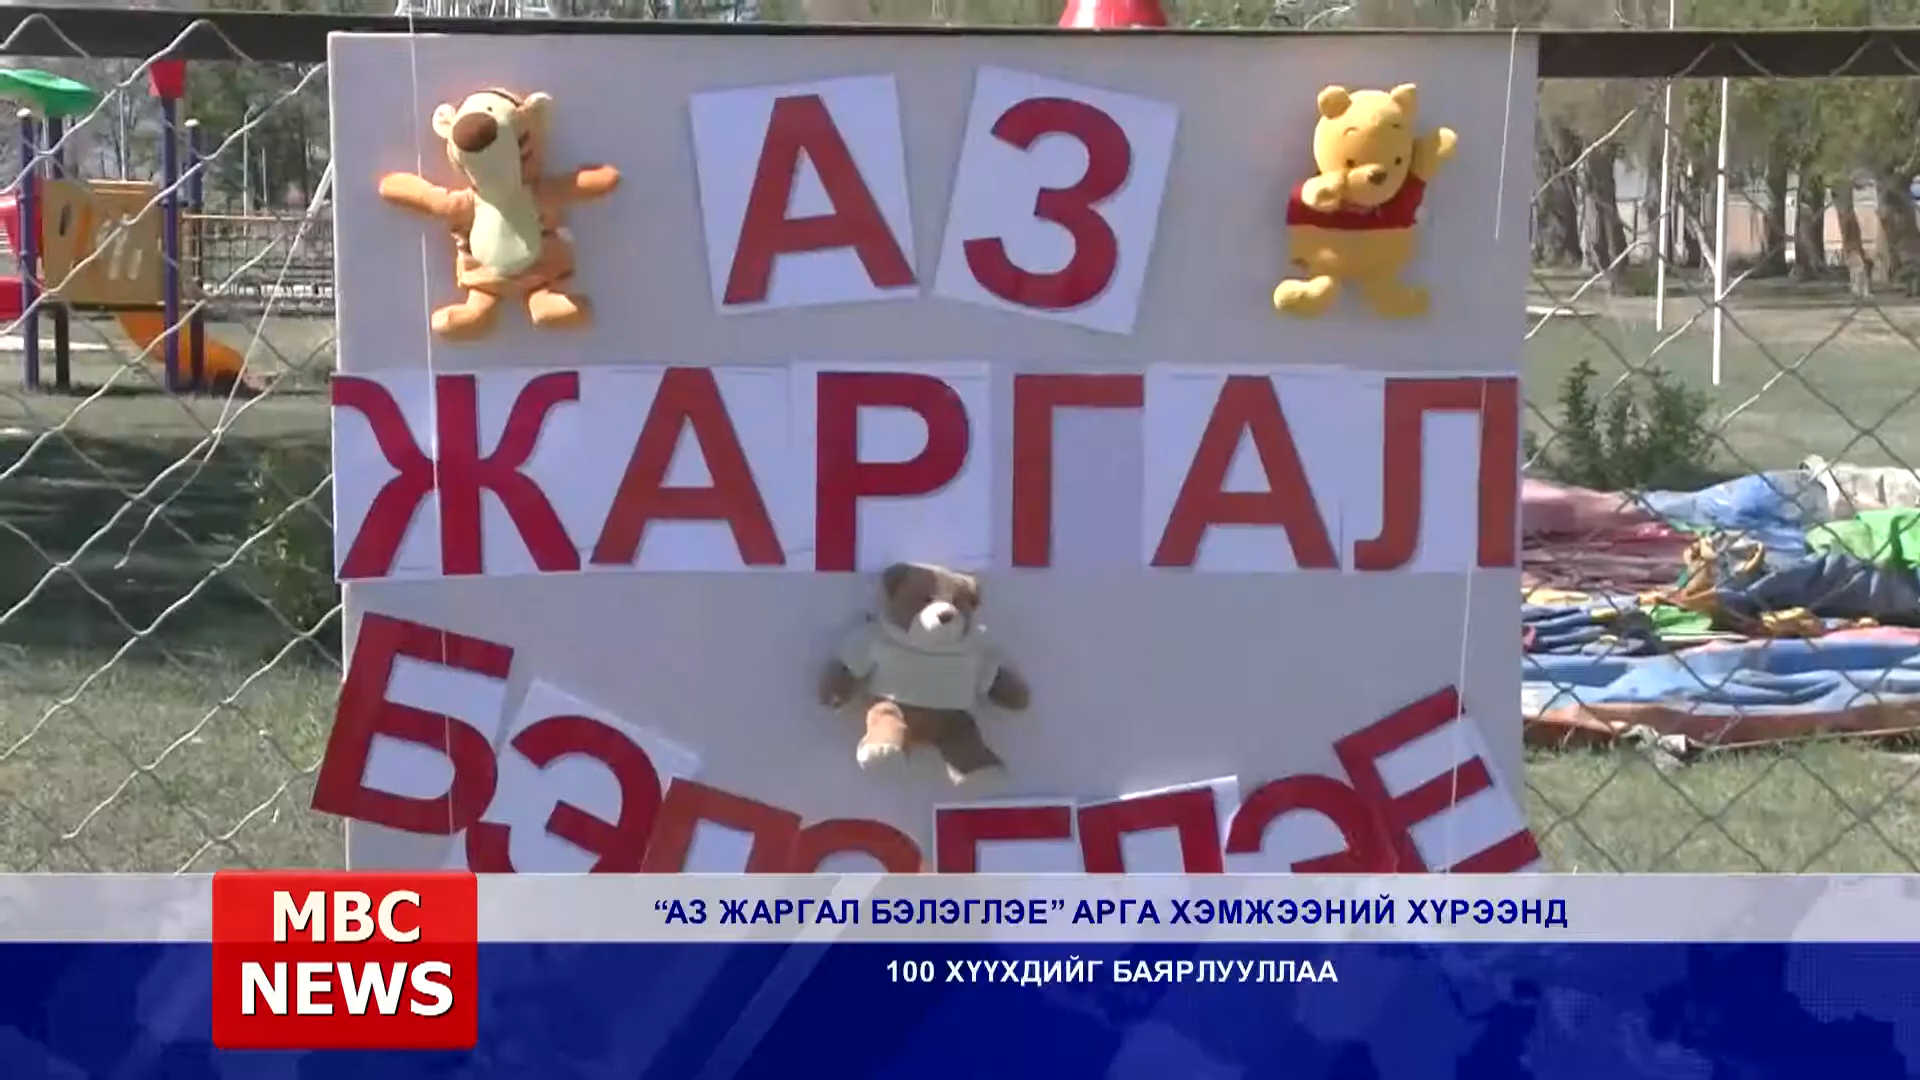 АЗ
ЖАРГАЛ
БЭЛЭГЛЭЕ
MBC
NEWS
“АЗ ЖАРГАЛ БЭЛЭГЛЭЕ” АРГА ХЭМЖЭЭНИЙ ХҮРЭЭНД
100 ХҮҮХДИЙГ БАЯРЛУУЛЛАА